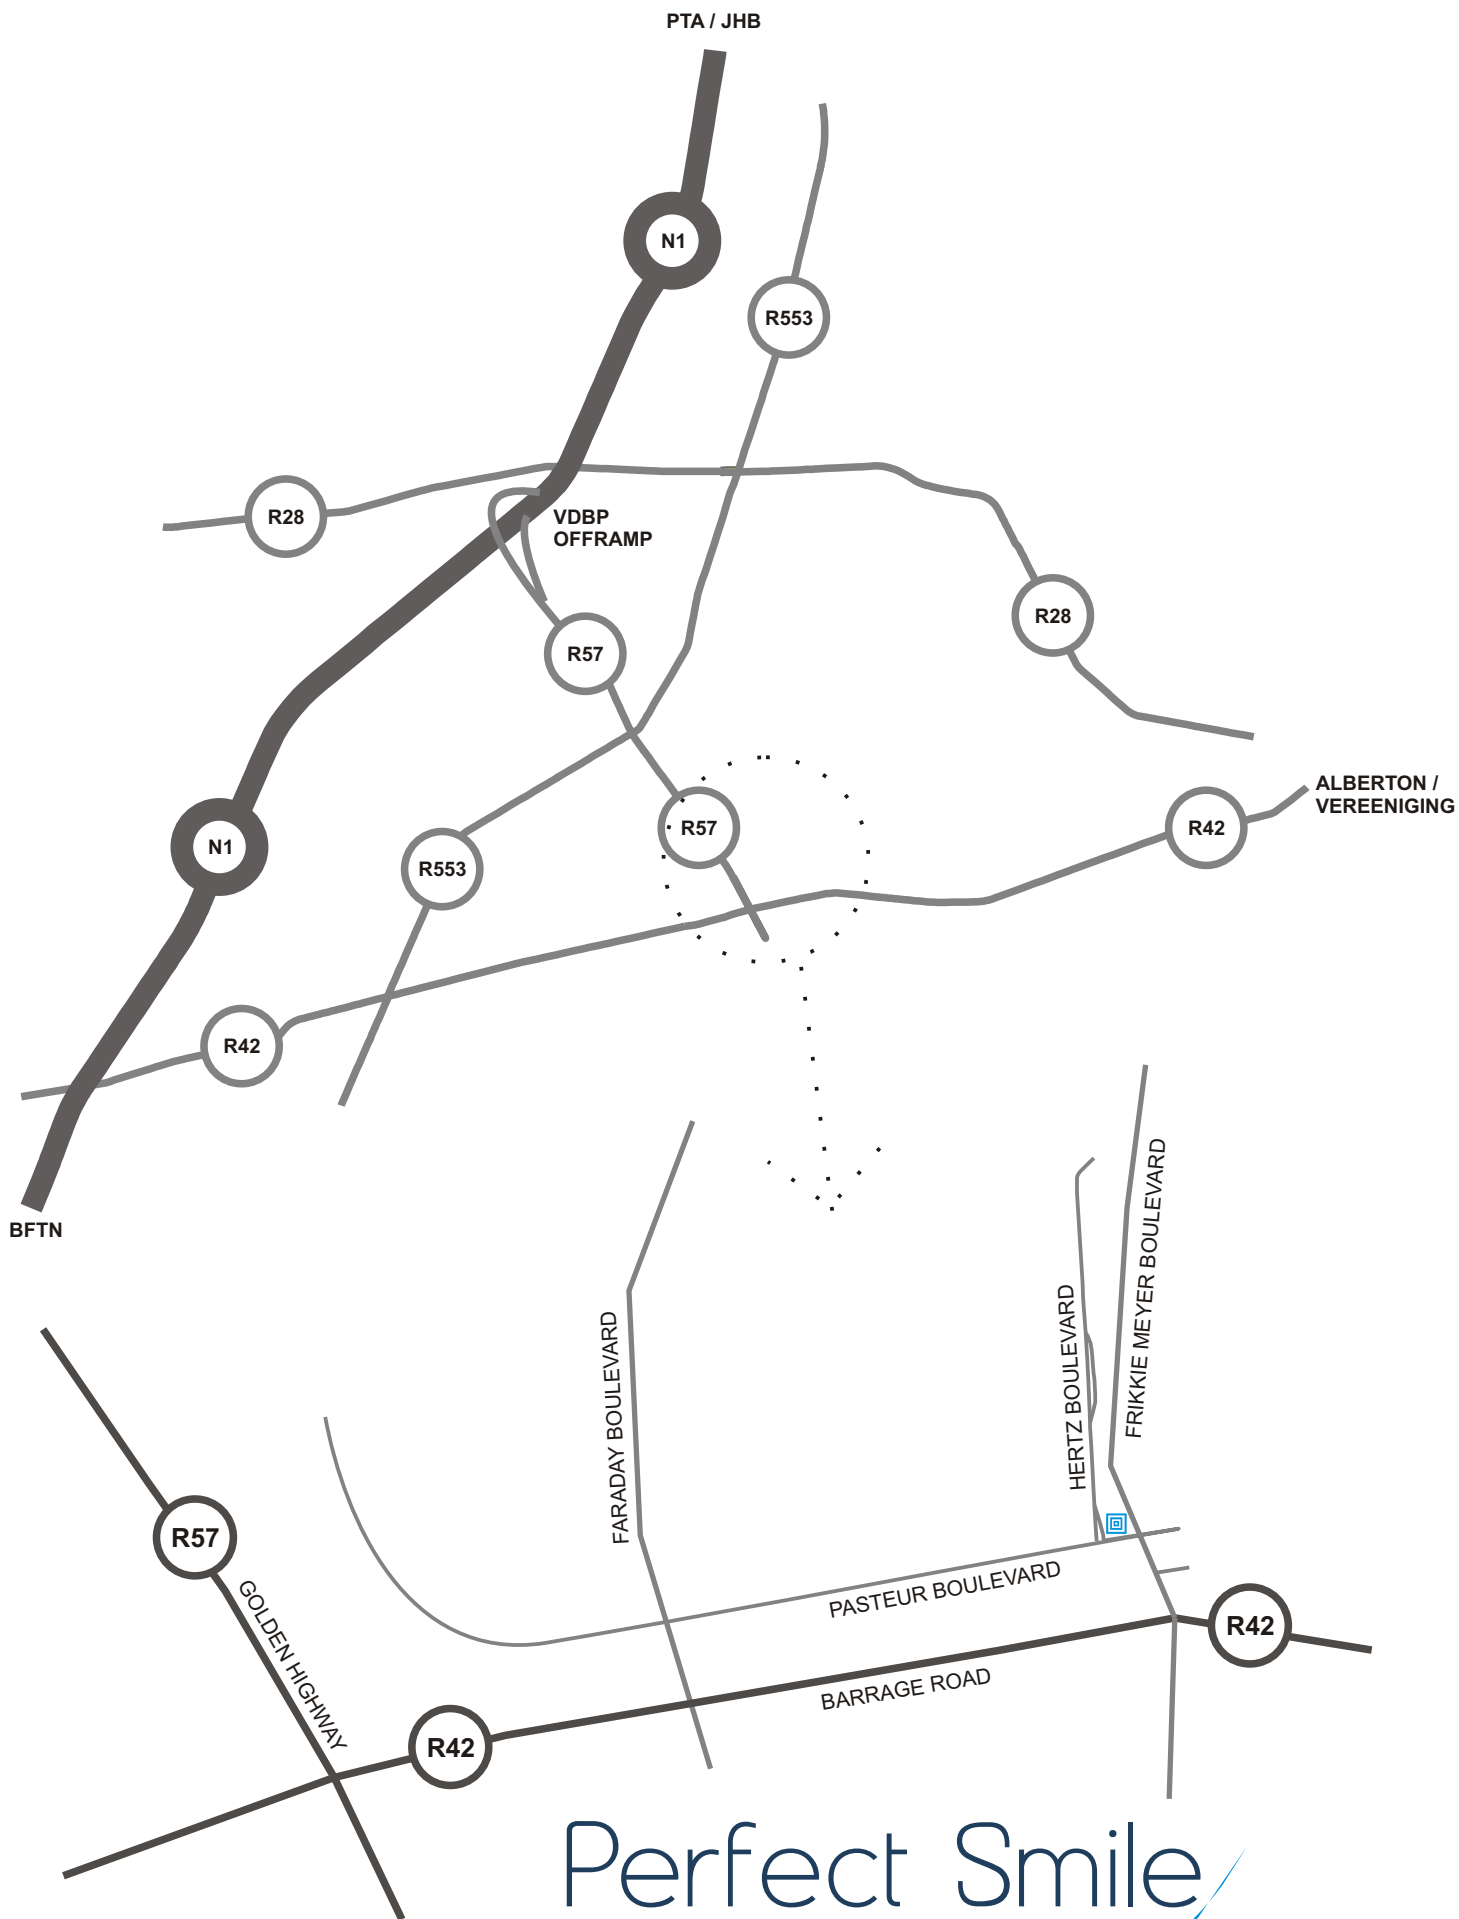 PTA / JHB
N1
R553
R28
VDBP
OFFRAMP
R28
R57
ALBERTON /
VEREENIGING
R57
R42
N1
R553
R42
BFTN
FRIKKIE MEYER BOULEVARD
HERTZ BOULEVARD
FARADAY BOULEVARD
R57
GOLDEN HIGHWAY
PASTEUR BOULEVARD
R42
BARRAGE ROAD
R42
Perfect Smile